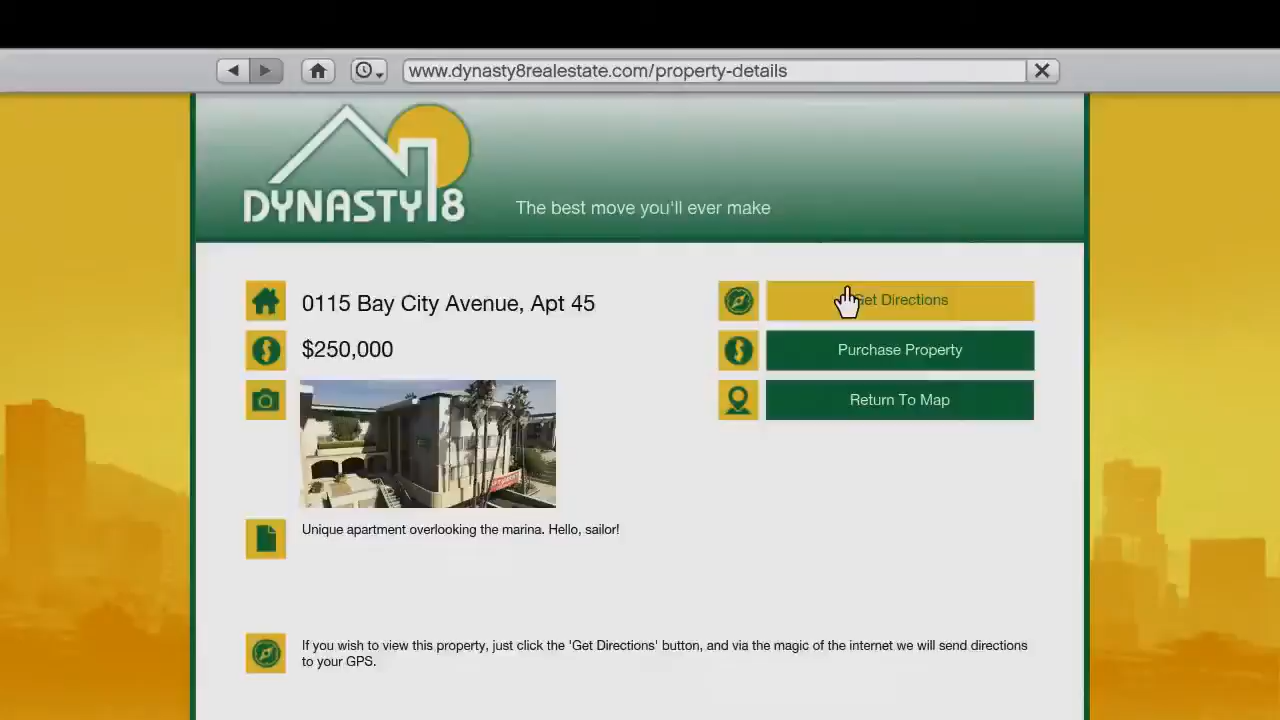 www.dynasty8realestate.com/property-details
DYNASTY 8
The best move you'll ever make
0115 Bay City Avenue, Apt 45
Get Directions
$250,000
Purchase Property
Return To Map
Unique apartment overlooking the marina. Hello, sailor!
If you wish to view this property, just click the 'Get Directions' button, and via the magic of the internet we will send directions
to your GPS.